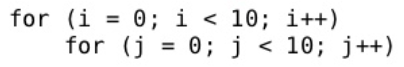 for (i = 0; i < 10; i++)
    for (j = 0; j < 10; j++)